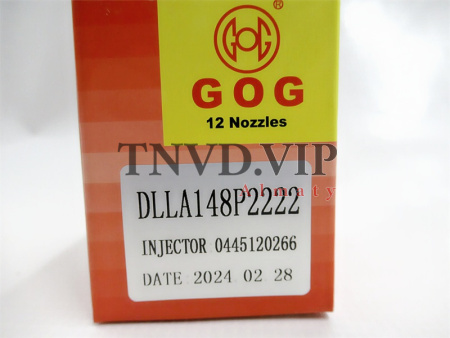 GOG
®
GOG
12 Nozzles
TNVD.VIP
Almaty
DLLA148P2222
INJECTOR 0445120266
DATE 2024 02 28